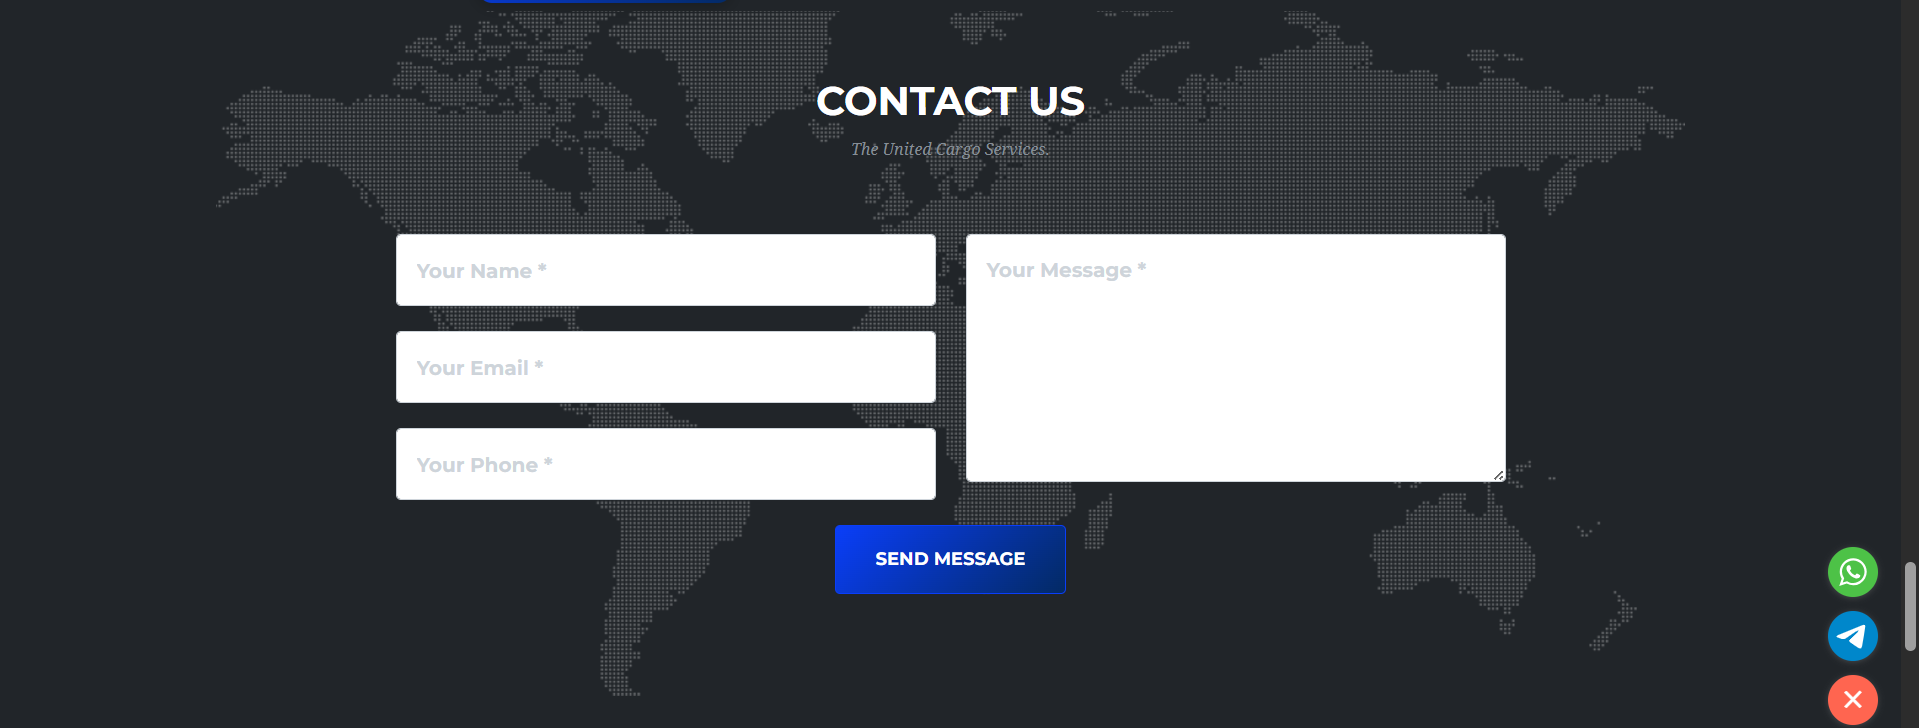 CONTACT US
The United Cargo Services.
Your Name *
Your Email *
Your Phone *
Your Message *
SEND MESSAGE